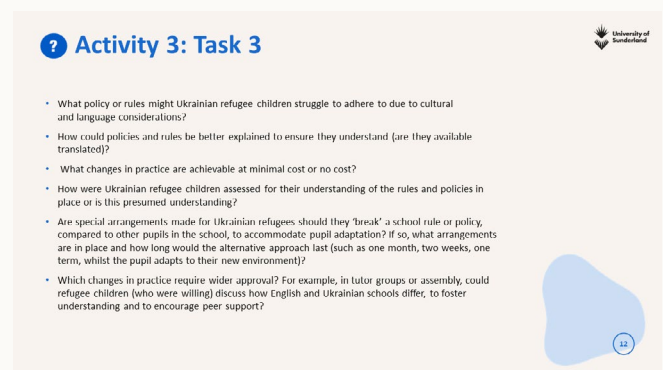 ? Activity 3: Task 3
University of
Sunderland
• What policy or rules might Ukrainian refugee children struggle to adhere to due to cultural
and language considerations?
• How could policies and rules be better explained to ensure they understand (are they available
translated)?
• What changes in practice are achievable at minimal cost or no cost?
• How were Ukrainian refugee children assessed for their understanding of the rules and policies in
place or is this presumed understanding?
• Are special arrangements made for Ukrainian refugees should they ‘break’ a school rule or policy,
compared to other pupils in the school, to accommodate pupil adaptation? If so, what arrangements
are in place and how long would the alternative approach last (such as one month, two weeks, one
term, whilst the pupil adapts to their new environment)?
• Which changes in practice require wider approval? For example, in tutor groups or assembly, could
refugee children (who were willing) discuss how English and Ukrainian schools differ, to foster
understanding and to encourage peer support?
12